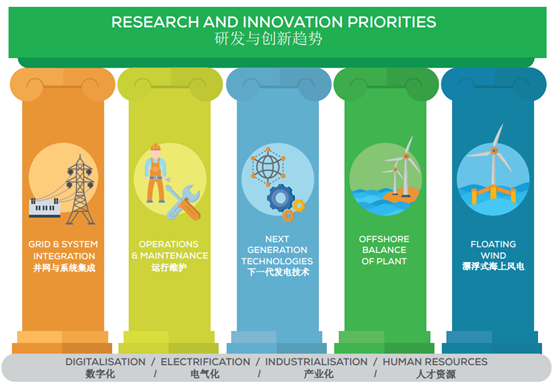 RESEARCH AND INNOVATION PRIORITIES
研发与创新趋势
GRID & SYSTEM
INTEGRATION
并网与系统集成
OPERATIONS
& MAINTENANCE
运行维护
NEXT
GENERATION
TECHNOLOGIES
下一代发电技术
OFFSHORE
BALANCE
OF PLANT
FLOATING
WIND
漂浮式海上风电
DIGITALISATION / ELECTRIFICATION / INDUSTRIALISATION / HUMAN RESOURCES
数字化 / 电气化 / 产业化 / 人才资源